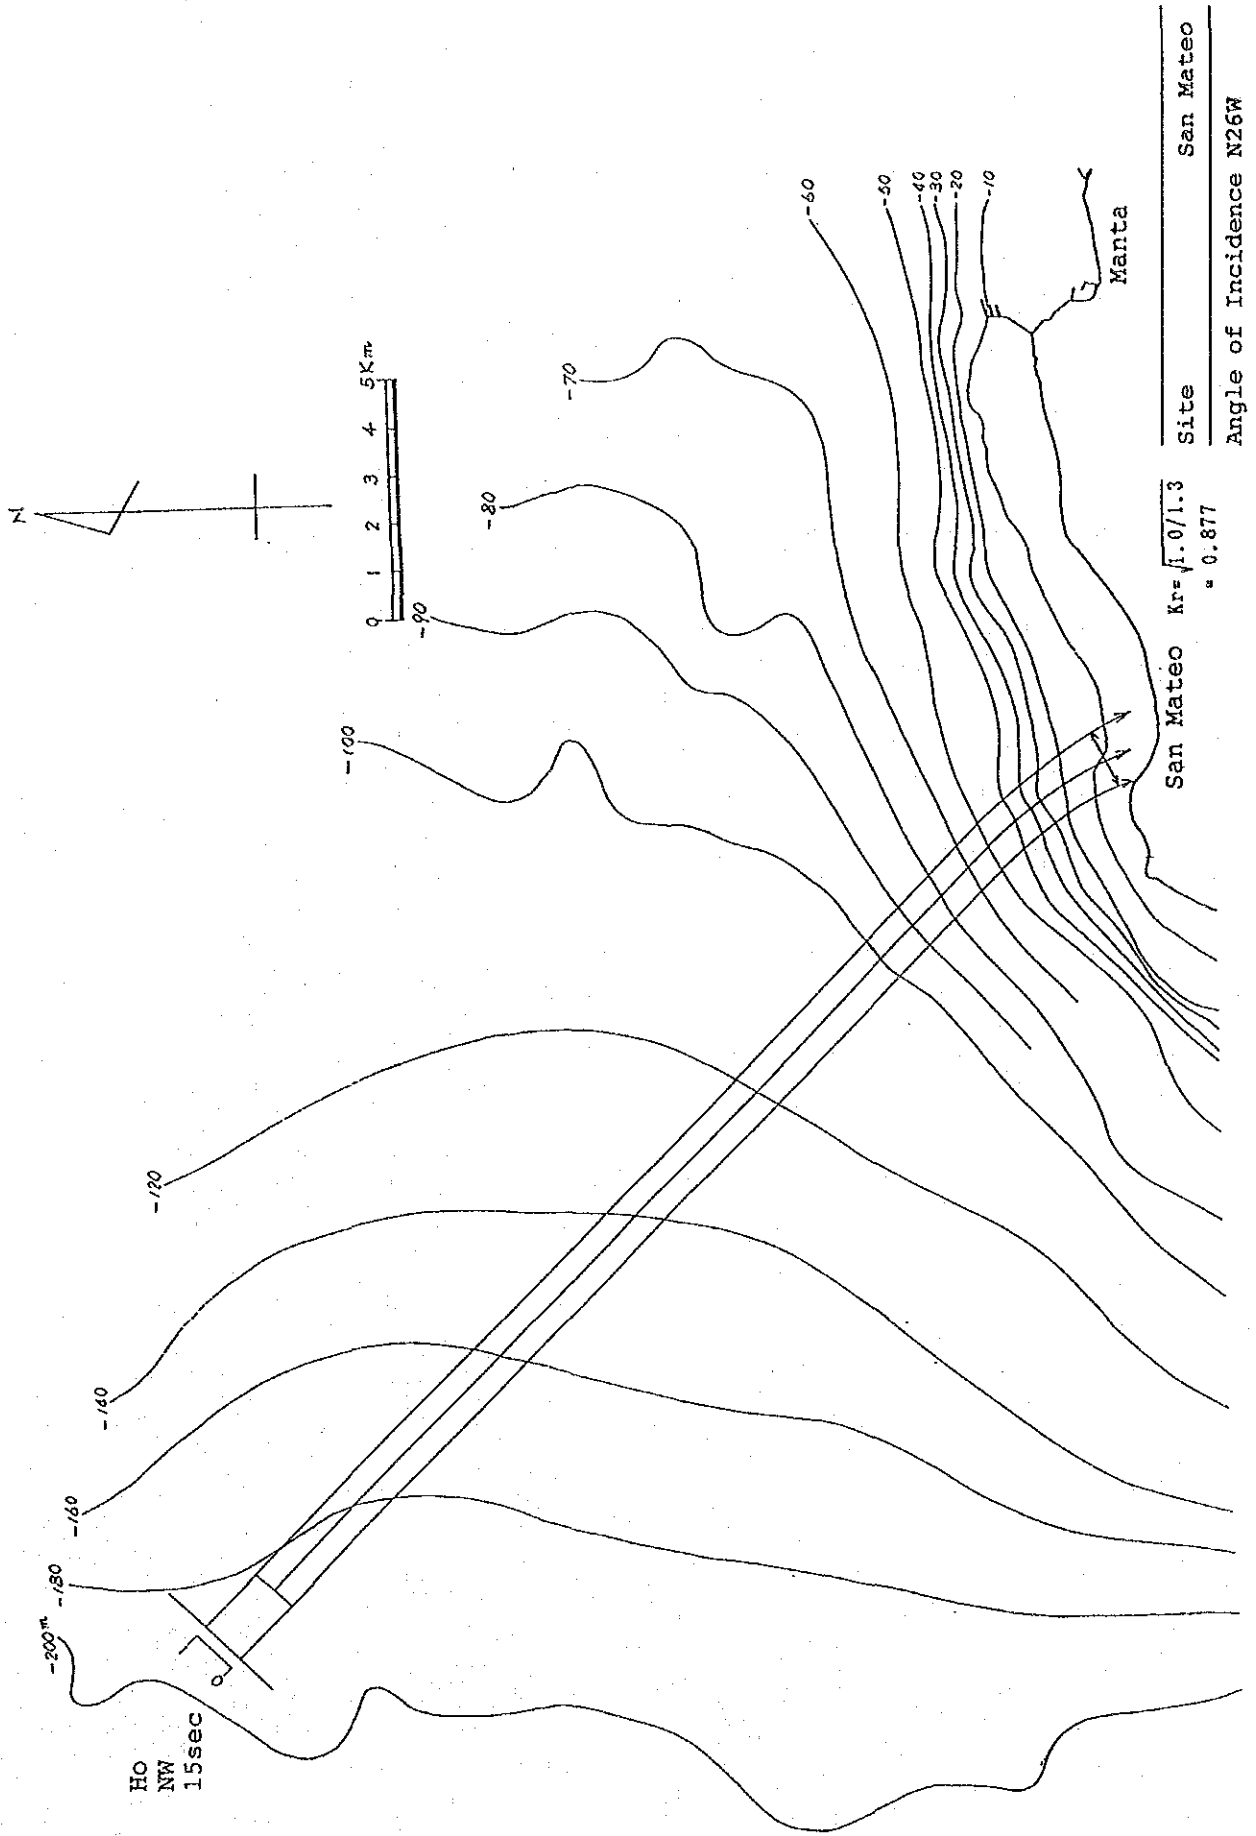 N
0 1 2 3 4 5Km
Ho
NW
15sec
-200m
-180
-160
-140
-120
-100
-90
-80
-70
-60
-50
-40
-30
-20
-10
Manta
San Mateo Kr=√1.0/1.3
= 0.877
Site San Mateo
Angle of Incidence N26W